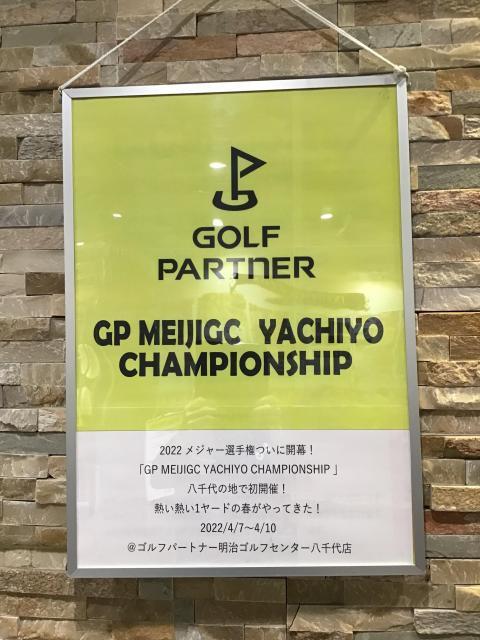 GOLF
PARTNER
GP MEIJIGC YACHIYO
CHAMPIONSHIP
2022 メジャー選手権ついに開幕！
「GP MEIJIGC YACHIYO CHAMPIONSHIP 」
八千代の地で初開催！
熱い熱い1ヤードの春がやってきた！
2022/4/7～4/10
＠ゴルフパートナー明治ゴルフセンター八千代店